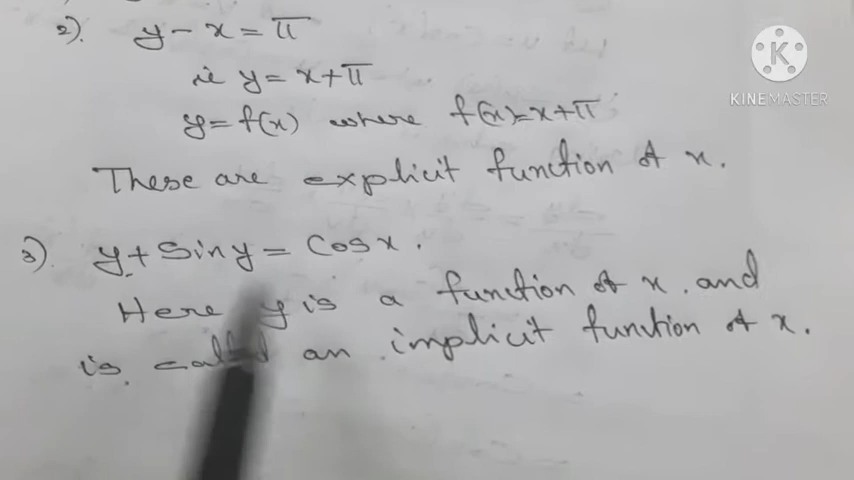 2). y - x = π
ie y = x + π
y = f(x) where f(x) = x + π
These are explicit function of x.
3) y + Sin y = Cos x.
Here y is a function of x. and
is called an implicit function of x.
KINEMASTER